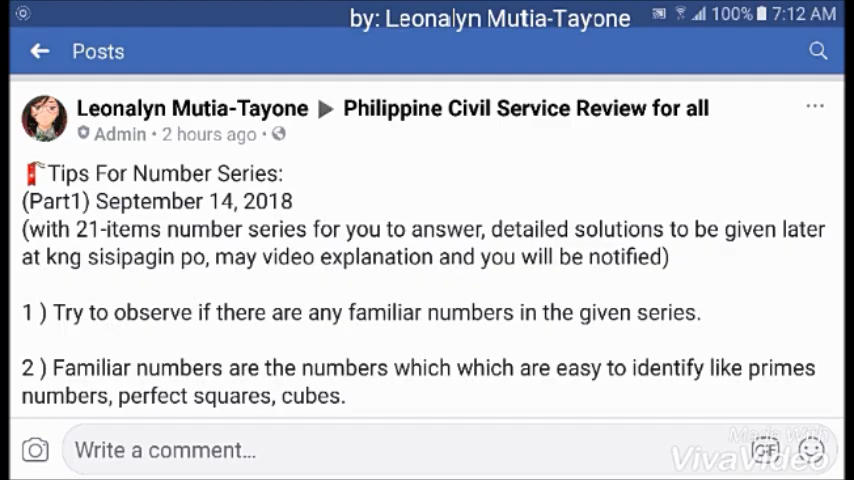 by: Leonalyn Mutia-Tayone
100% 7:12 AM
Posts
Leonalyn Mutia-Tayone ▶ Philippine Civil Service Review for all
Admin • 2 hours ago •
Tips For Number Series:
(Part1) September 14, 2018
(with 21-items number series for you to answer, detailed solutions to be given later
at kng sisipagin po, may video explanation and you will be notified)
1 ) Try to observe if there are any familiar numbers in the given series.
2 ) Familiar numbers are the numbers which which are easy to identify like primes
numbers, perfect squares, cubes.
Write a comment...
GIF
Made With
VivaVideo